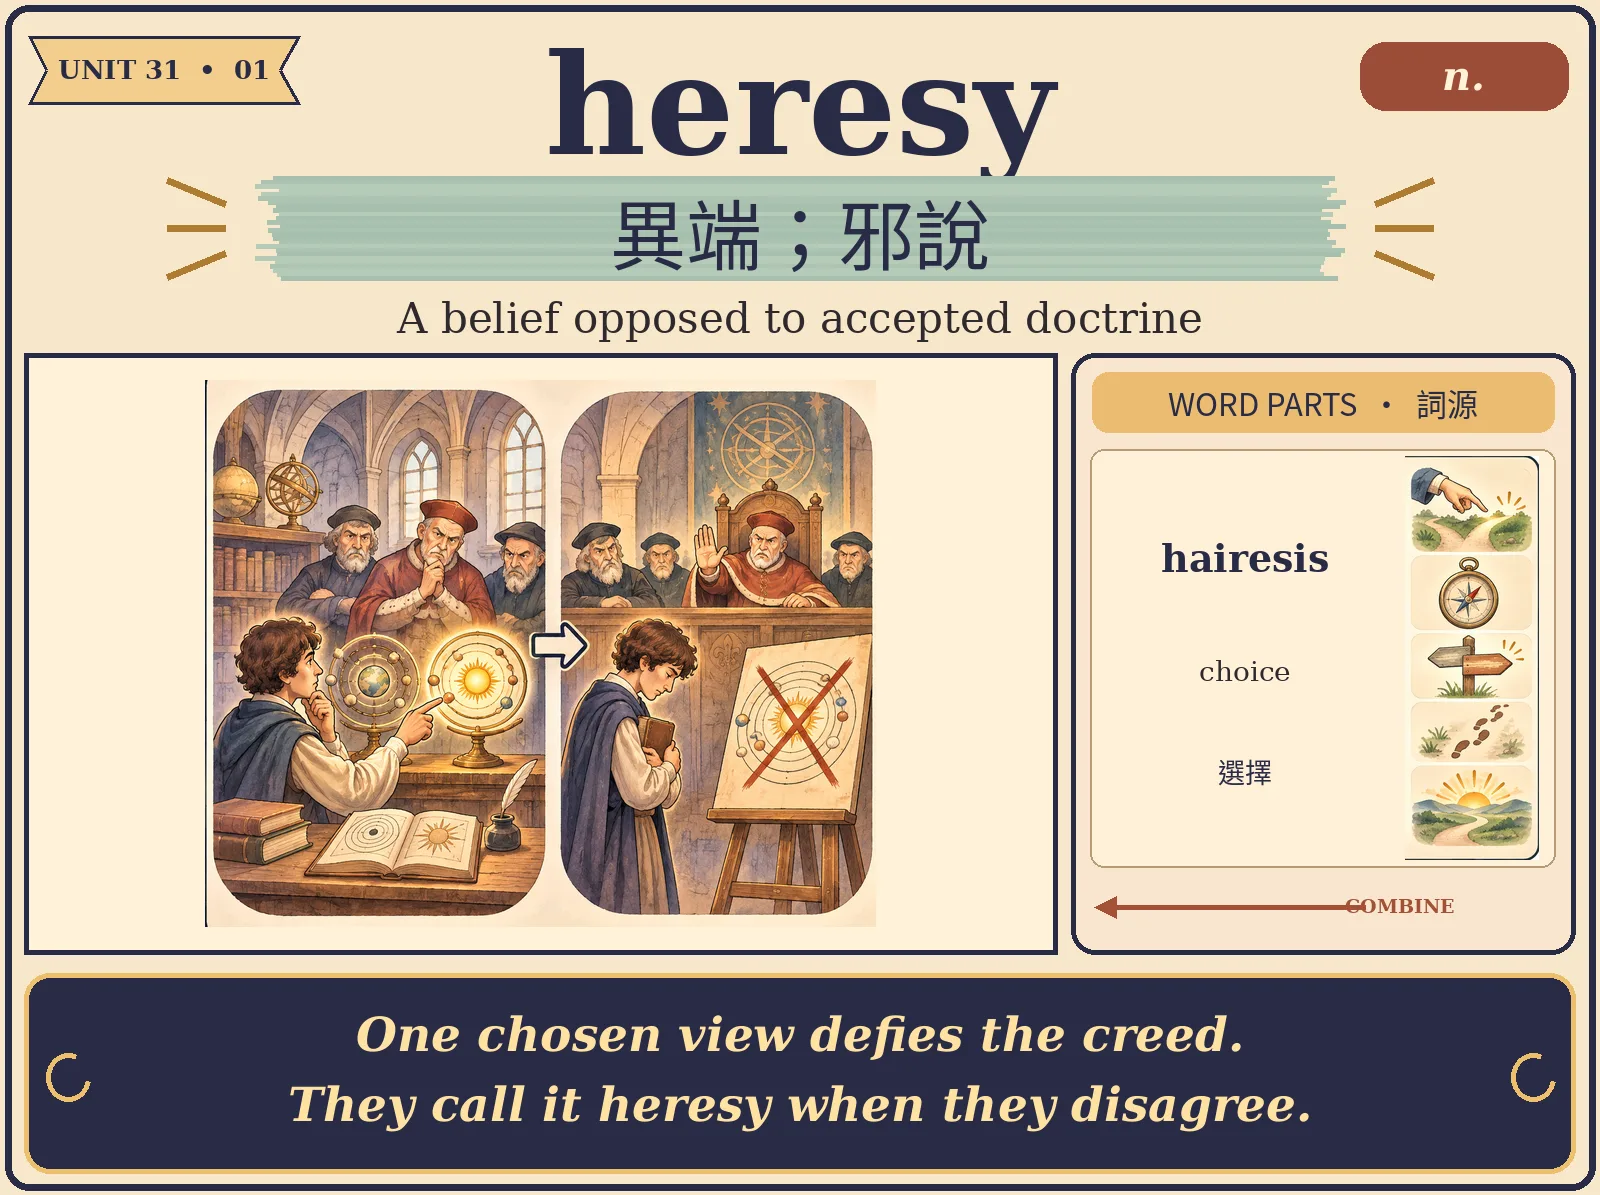 UNIT 31 • 01
heresy
n.
異端；邪說
A belief opposed to accepted doctrine
WORD PARTS • 詞源
hairesis
choice
選擇
COMBINE
One chosen view defies the creed.
They call it heresy when they disagree.